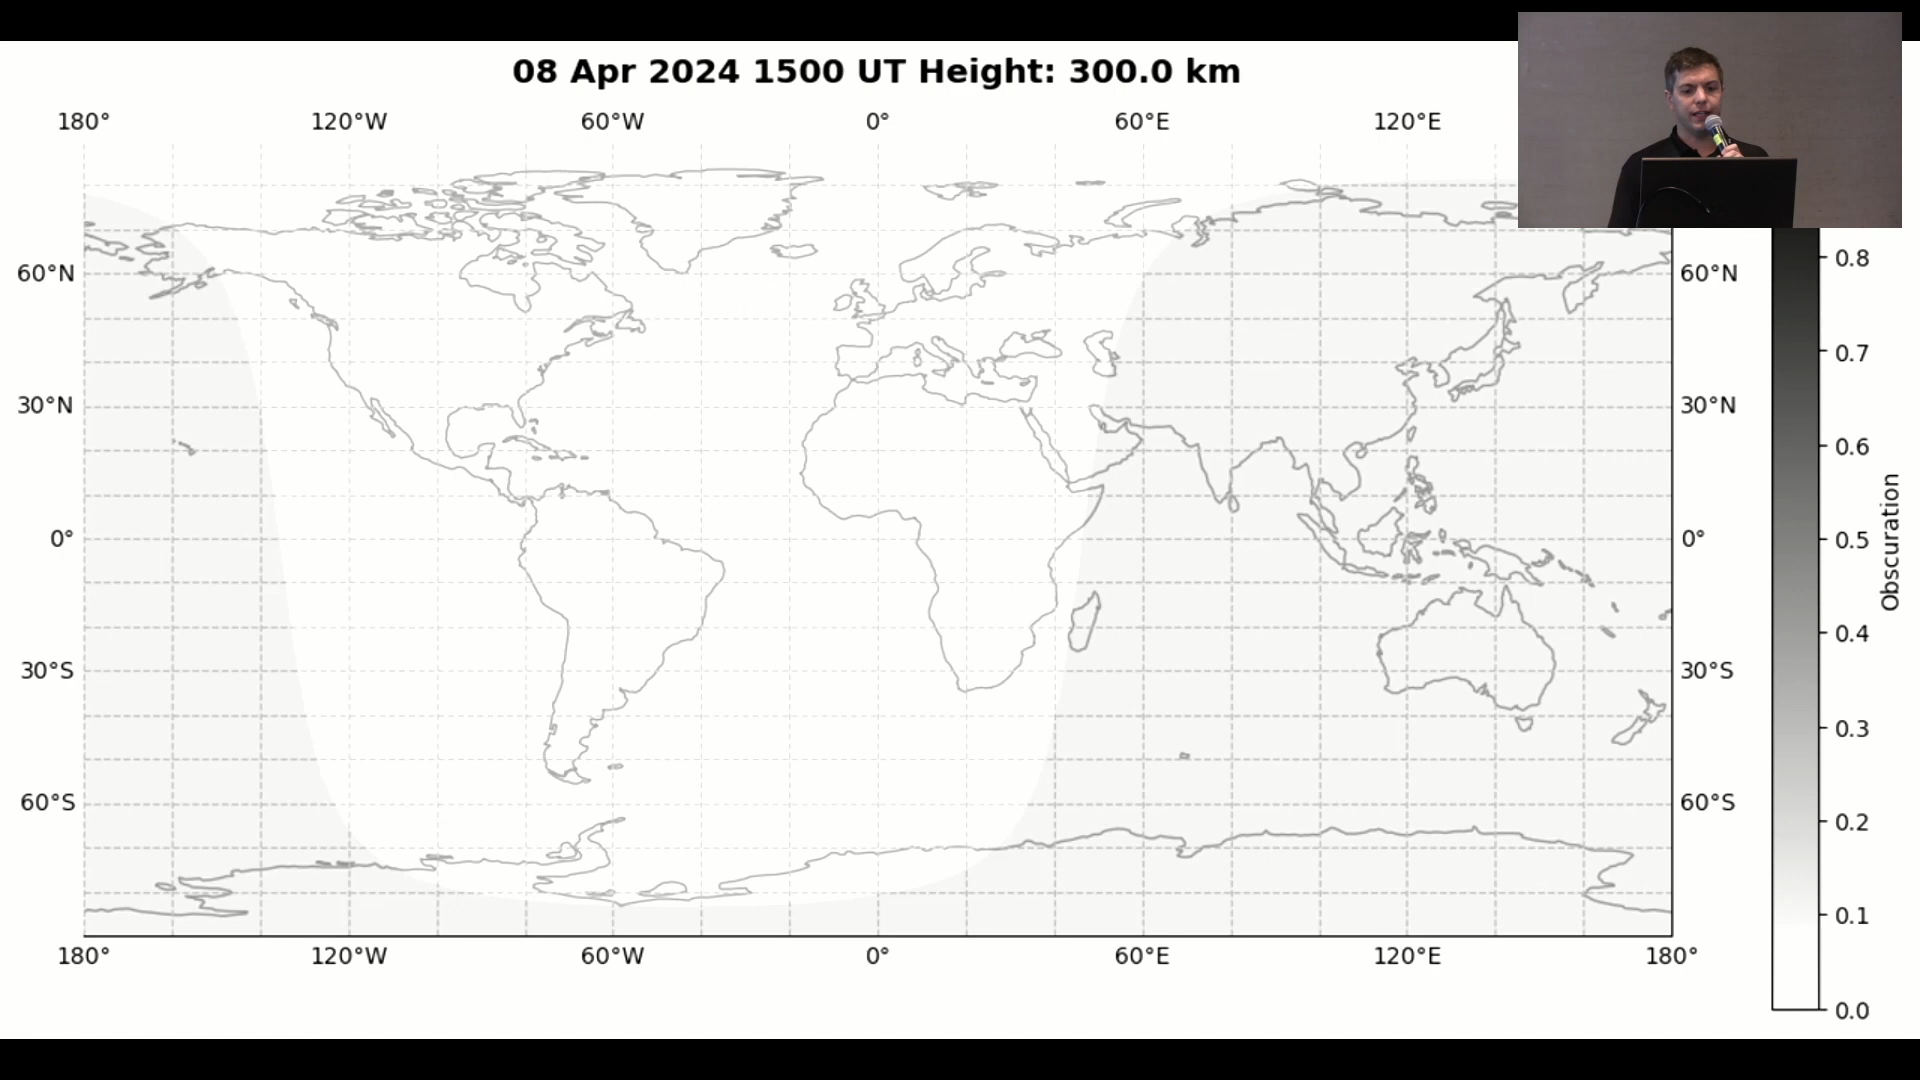 08 Apr 2024 1500 UT Height: 300.0 km
180° 120°W 60°W 0° 60°E 120°E
60°N 60°N
30°N 30°N
0° 0°
30°S 30°S
60°S 60°S
180° 120°W 60°W 0° 60°E 120°E 180°
0.8
0.7
0.6
0.5
0.4
0.3
0.2
0.1
0.0
Obscuration